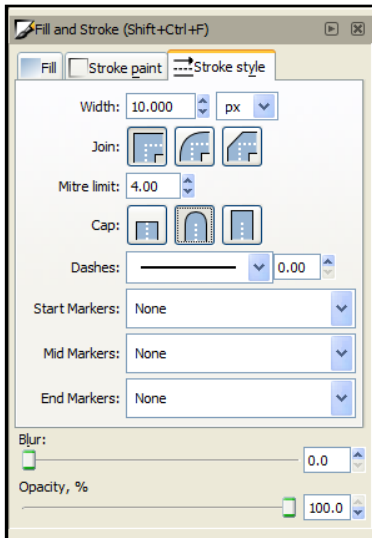 Fill and Stroke (Shift+Ctrl+F)
Fill Stroke paint Stroke style
Width: 10.000 px
Join:
Mitre limit: 4.00
Cap:
Dashes: 0.00
Start Markers: None
Mid Markers: None
End Markers: None
Blur:
0.0
Opacity, %
100.0